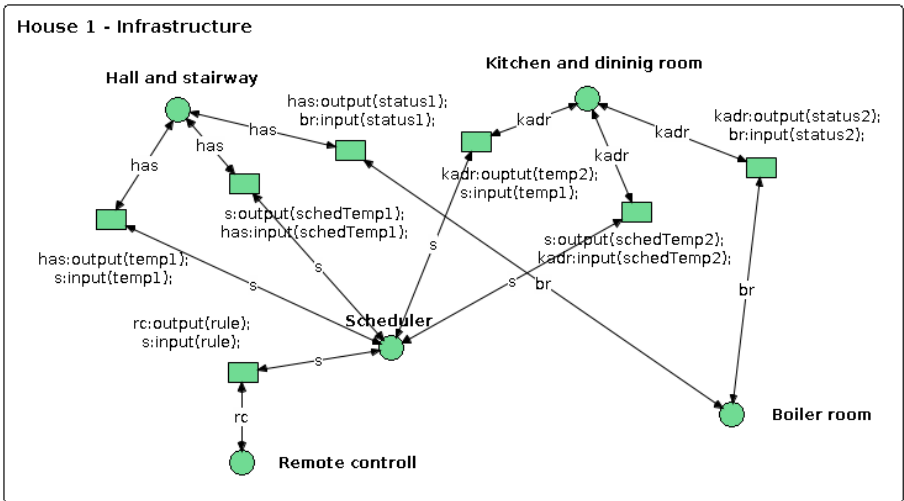 House 1 - Infrastructure
Hall and stairway
Kitchen and dininig room
has:output(status1);
br:input(status1);
kadr:output(status2);
br:input(status2);
has
kadr
kadr
has
has
kadr
kadr:ouptut(temp2);
s:input(temp1);
s:output(schedTemp1);
has:input(schedTemp1);
s:output(schedTemp2);
kadr:input(schedTemp2);
has:output(temp1);
s:input(temp1);
s
s
s
s
br
br
rc:output(rule);
s:input(rule);
Scheduler
s
rc
Boiler room
Remote controll